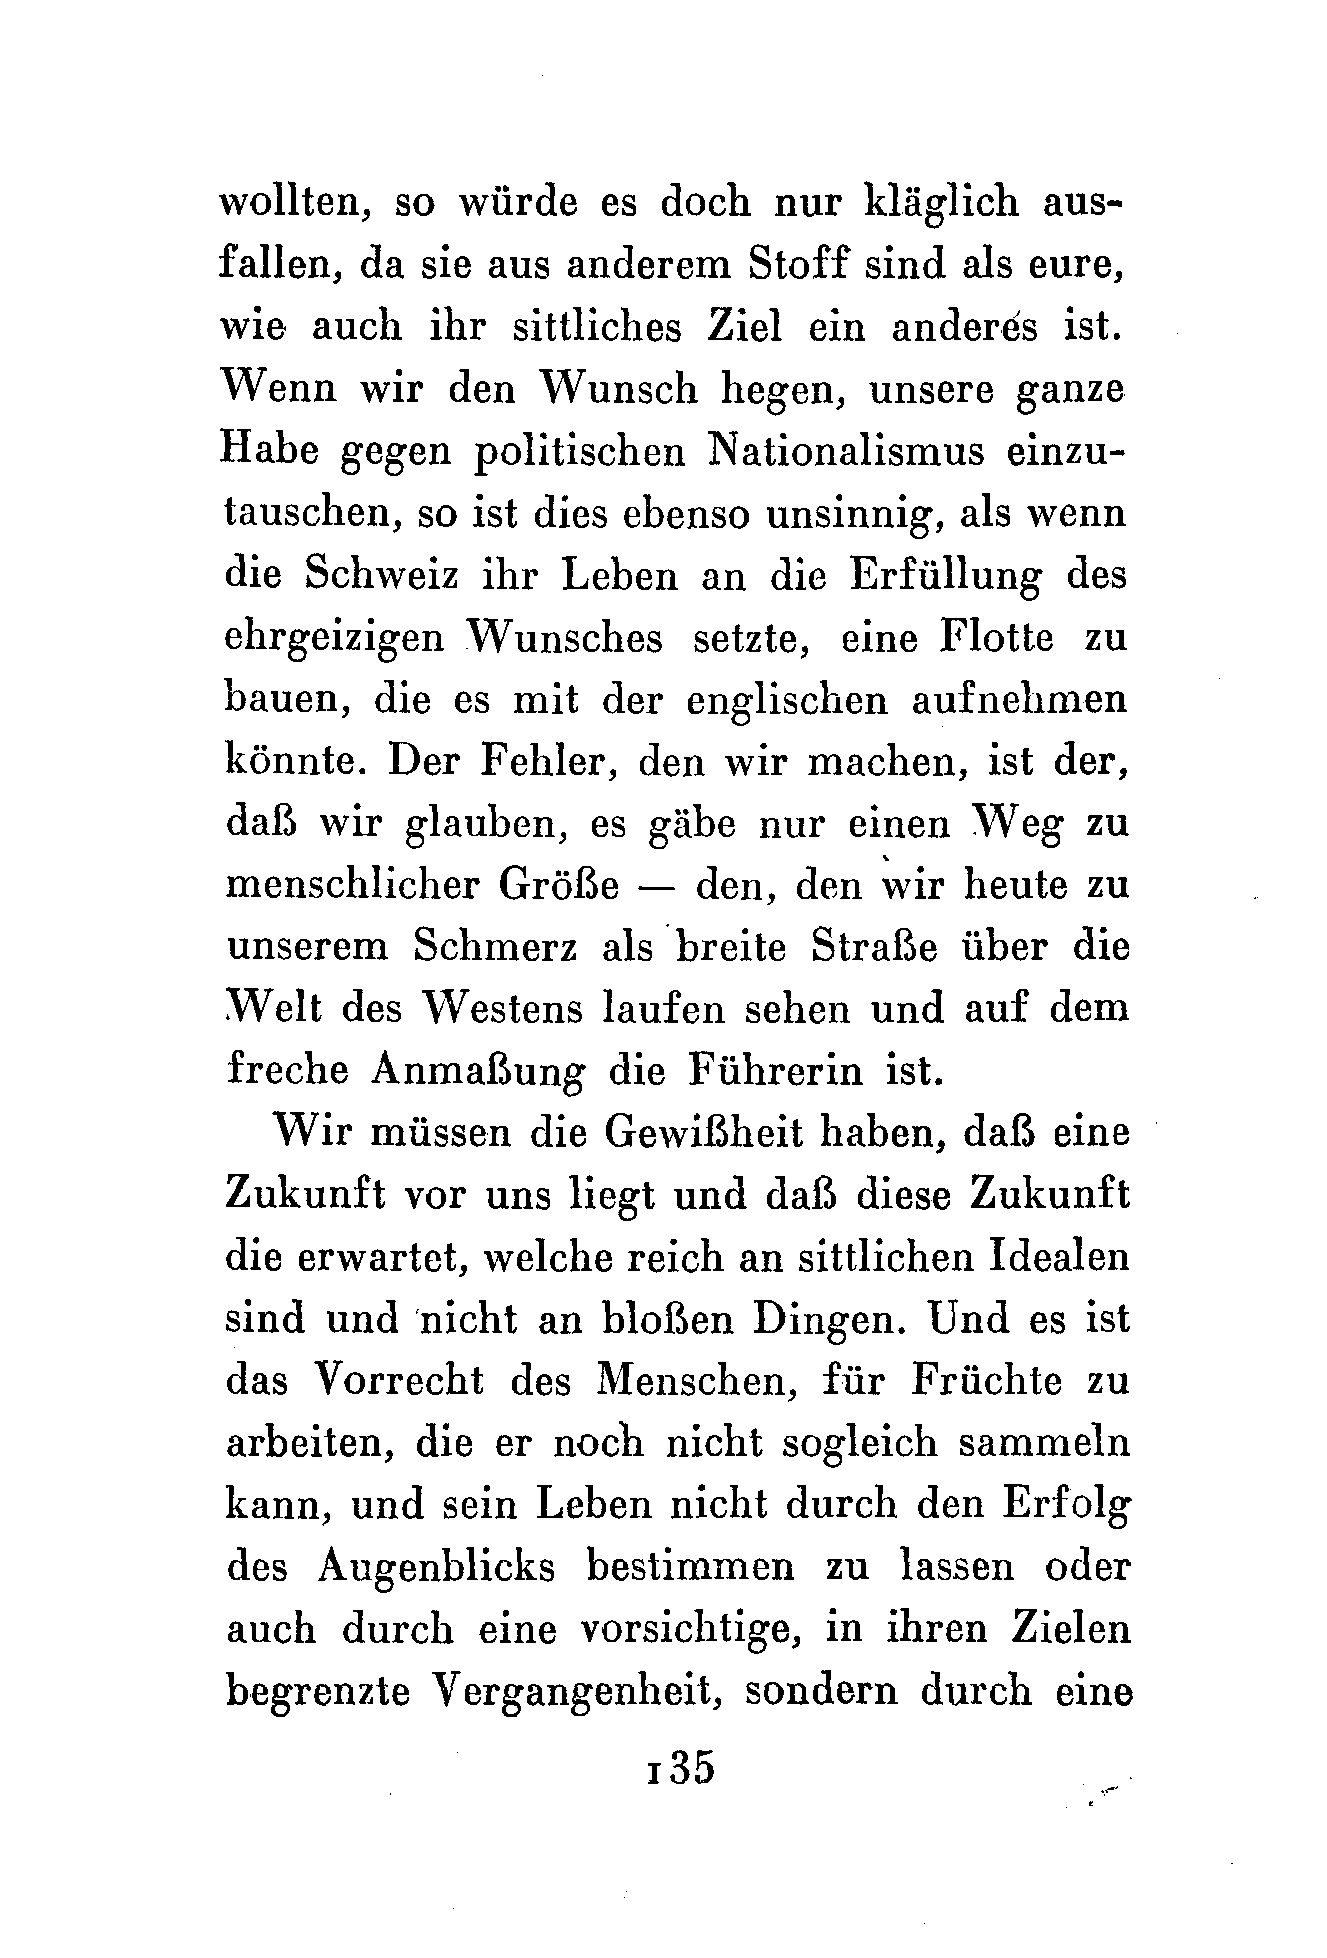 wollten, so würde es doch nur kläglich aus-
fallen, da sie aus anderem Stoff sind als eure,
wie auch ihr sittliches Ziel ein anderes ist.
Wenn wir den Wunsch hegen, unsere ganze
Habe gegen politischen Nationalismus einzu-
tauschen, so ist dies ebenso unsinnig, als wenn
die Schweiz ihr Leben an die Erfüllung des
ehrgeizigen Wunsches setzte, eine Flotte zu
bauen, die es mit der englischen aufnehmen
könnte. Der Fehler, den wir machen, ist der,
daß wir glauben, es gäbe nur einen Weg zu
menschlicher Größe — den, den wir heute zu
unserem Schmerz als breite Straße über die
Welt des Westens laufen sehen und auf dem
freche Anmaßung die Führerin ist.
Wir müssen die Gewißheit haben, daß eine
Zukunft vor uns liegt und daß diese Zukunft
die erwartet, welche reich an sittlichen Idealen
sind und nicht an bloßen Dingen. Und es ist
das Vorrecht des Menschen, für Früchte zu
arbeiten, die er noch nicht sogleich sammeln
kann, und sein Leben nicht durch den Erfolg
des Augenblicks bestimmen zu lassen oder
auch durch eine vorsichtige, in ihren Zielen
begrenzte Vergangenheit, sondern durch eine
135